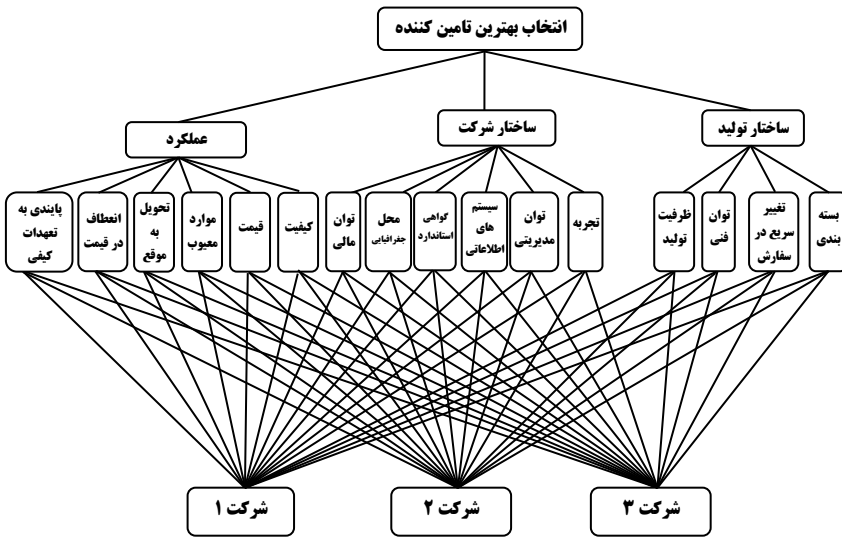 انتخاب بهترین تامین کننده
ساختار تولید
ساختار شرکت
عملکرد
بسته
بندی
تغییر
سریع در
سفارش
توان
فنی
ظرفیت
تولید
تجربه
توان
مدیریتی
سیستم
های
اطلاعاتی
گواهی
استاندارد
محل
جغرافیایی
توان
مالی
کیفیت
قیمت
موارد
معیوب
تحویل
به
موقع
انعطاف
در قیمت
پایبندی به
تعهدات
کیفی
شرکت ۳
شرکت ۲
شرکت ۱